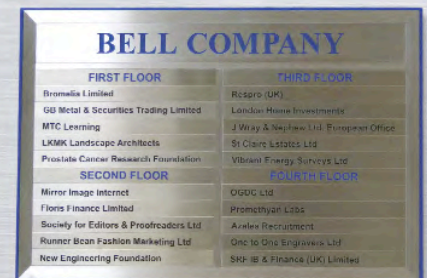 BELL COMPANY
FIRST FLOOR
Bromelia Limited
GB Metal & Securities Trading Limited
MTC Learning
LKMK Landscape Architects
Prostate Cancer Research Foundation
SECOND FLOOR
Mirror Image Internet
Floris Finance Limited
Society for Editors & Proofreaders Ltd
Runner Bean Fashion Marketing Ltd
New Engineering Foundation
THIRD FLOOR
Respro (UK)
London Home Investments
J Wray & Nephew Ltd. European Office
St Claire Estates Ltd
Vibrant Energy Surveys Ltd
FOURTH FLOOR
OGDC Ltd
Promethyan Labs
Azalea Recruitment
One to One Engravers Ltd
SRF IB & Finance (UK) Limited